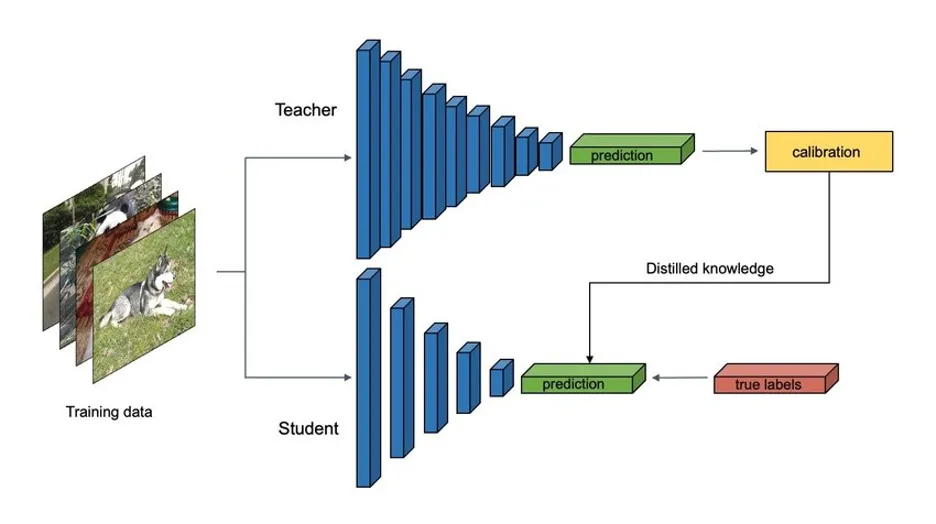 Teacher
prediction
calibration
Distilled knowledge
prediction
true labels
Training data
Student